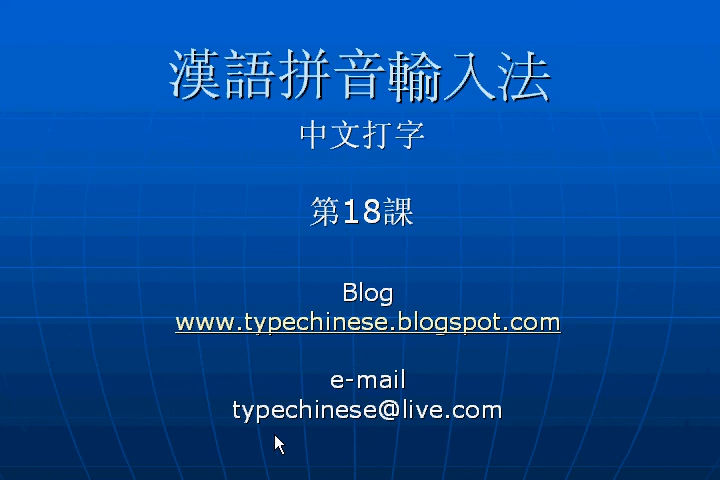 漢語拼音輸入法
中文打字
第18課
Blog
www.typechinese.blogspot.com
e-mail
typechinese@live.com